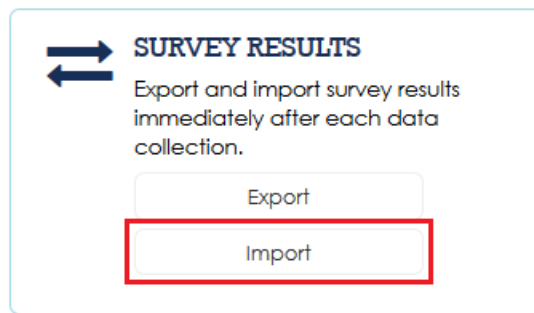 SURVEY RESULTS
Export and import survey results
immediately after each data
collection.
Export
Import